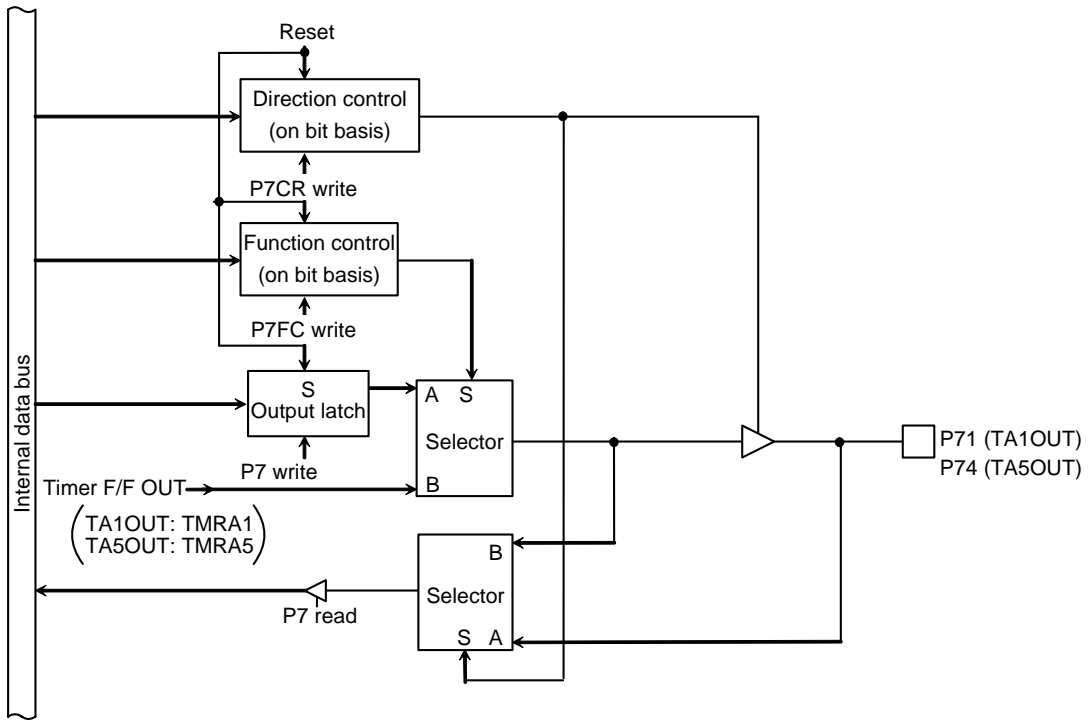 Reset
Direction control
(on bit basis)
P7CR write
Function control
(on bit basis)
P7FC write
Internal data bus
S
Output latch
A S
Selector
B
P7 write
P71 (TA1OUT)
P74 (TA5OUT)
Timer F/F OUT
(TA1OUT: TMRA1
TA5OUT: TMRA5)
B
Selector
S A
P7 read